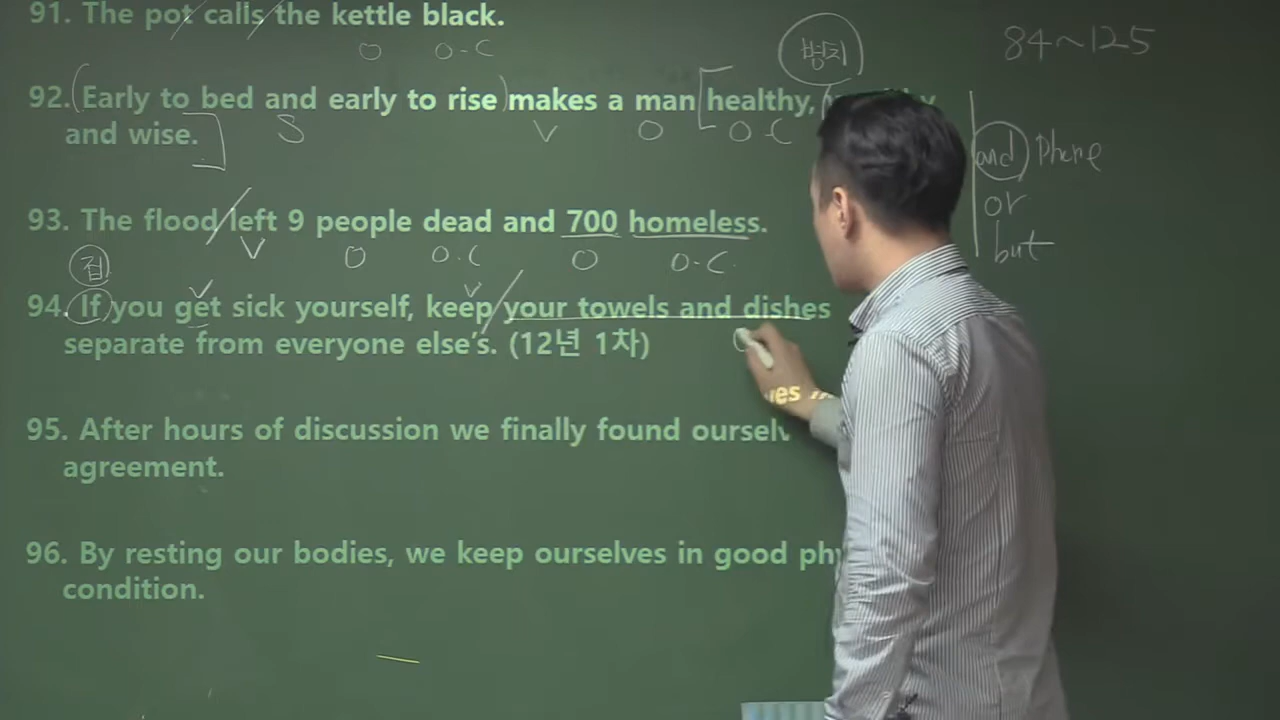 91. The pot calls the kettle black.
O O·C
방치
84~125
92. (Early to bed and early to rise) makes a man [healthy,
and wise.]
S V O O·C
and phone
or
but
93. The flood left 9 people dead and 700 homeless.
V O O·C O O·C
접
V V
94. If you get sick yourself, keep your towels and dishes
separate from everyone else's. (12년 1차)
95. After hours of discussion we finally found
agreement.
96. By resting our bodies, we keep ourselves in good
condition.